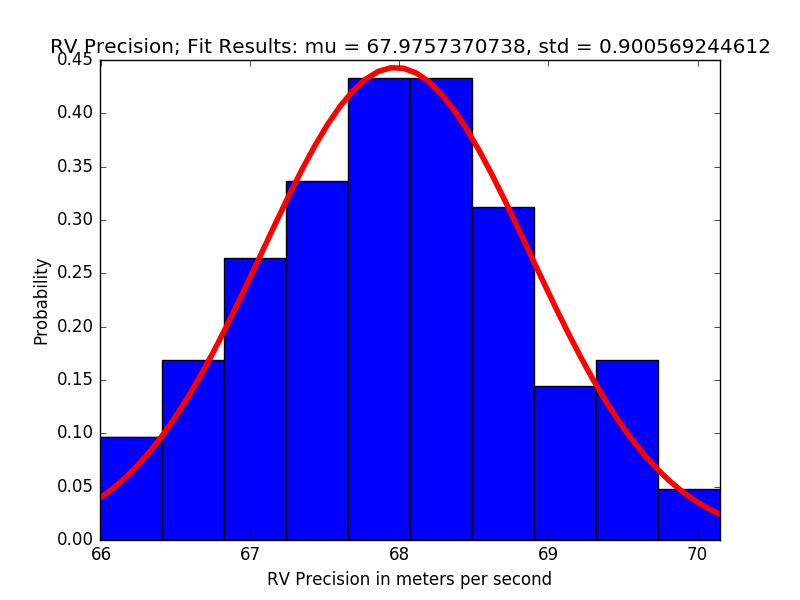 RV Precision; Fit Results: mu = 67.9757370738, std = 0.900569244612
0.45
0.40
0.35
0.30
0.25
0.20
0.15
0.10
0.05
0.00
Probability
66 67 68 69 70
RV Precision in meters per second